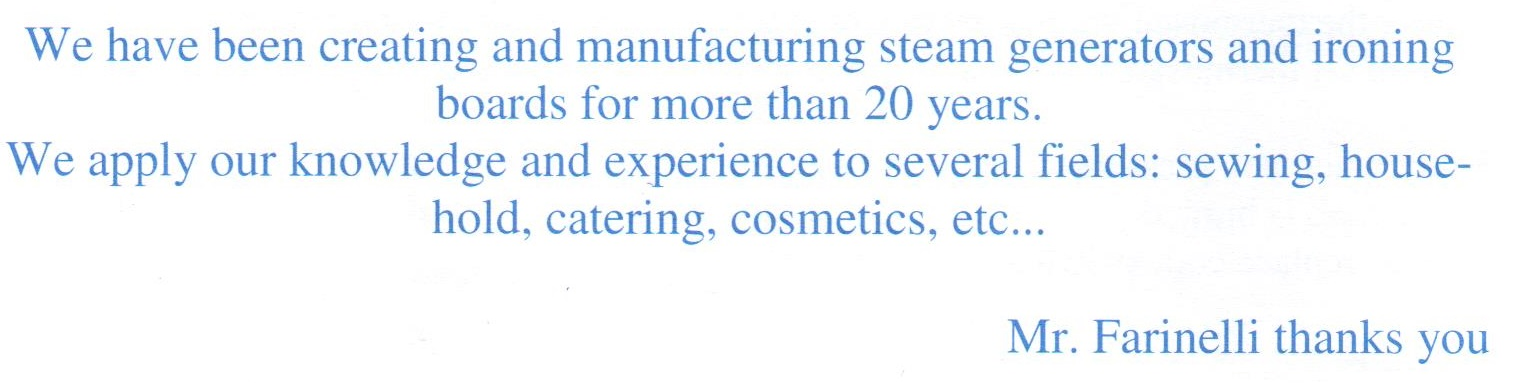 We have been creating and manufacturing steam generators and ironing
boards for more than 20 years.
We apply our knowledge and experience to several fields: sewing, house-
hold, catering, cosmetics, etc...
Mr. Farinelli thanks you